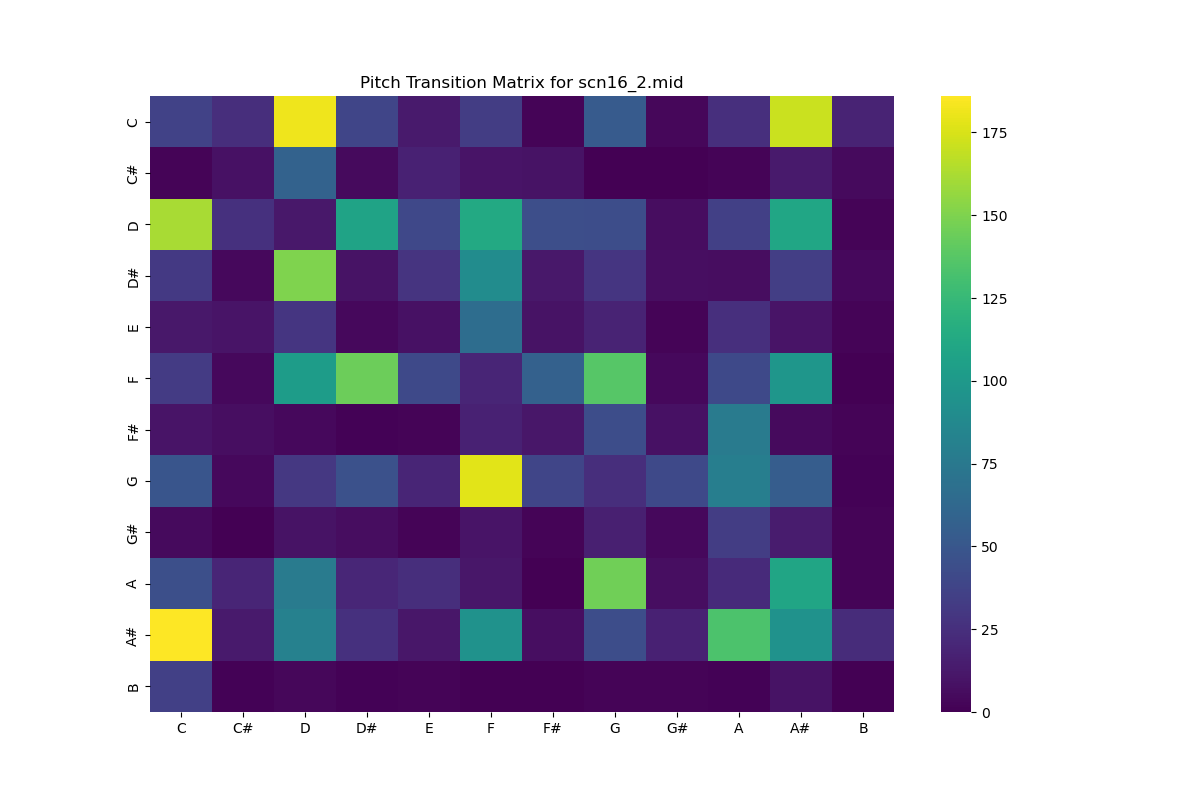 Pitch Transition Matrix for scn16_2.mid
C
C#
D
D#
E
F
F#
G
G#
A
A#
B
C C# D D# E F F# G G# A A# B
175
150
125
100
75
50
25
0